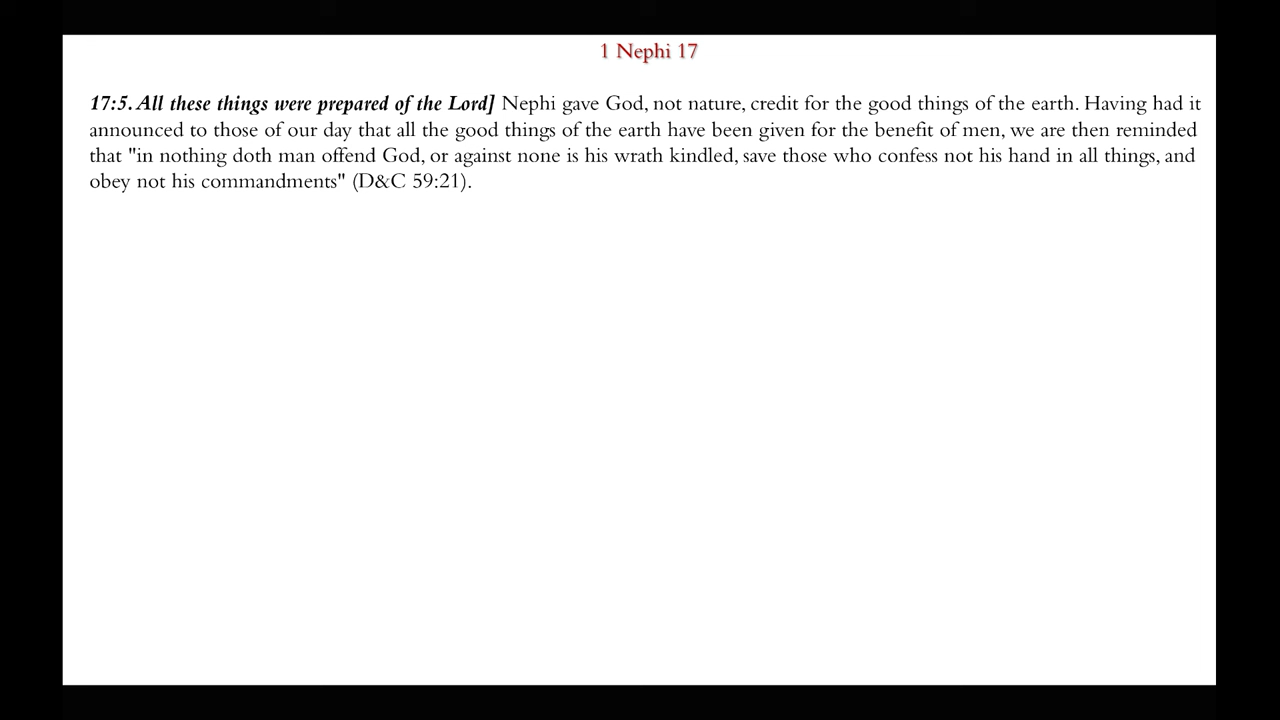 1 Nephi 17
17:5. All these things were prepared of the Lord] Nephi gave God, not nature, credit for the good things of the earth. Having had it
announced to those of our day that all the good things of the earth have been given for the benefit of men, we are then reminded
that "in nothing doth man offend God, or against none is his wrath kindled, save those who confess not his hand in all things, and
obey not his commandments" (D&C 59:21).